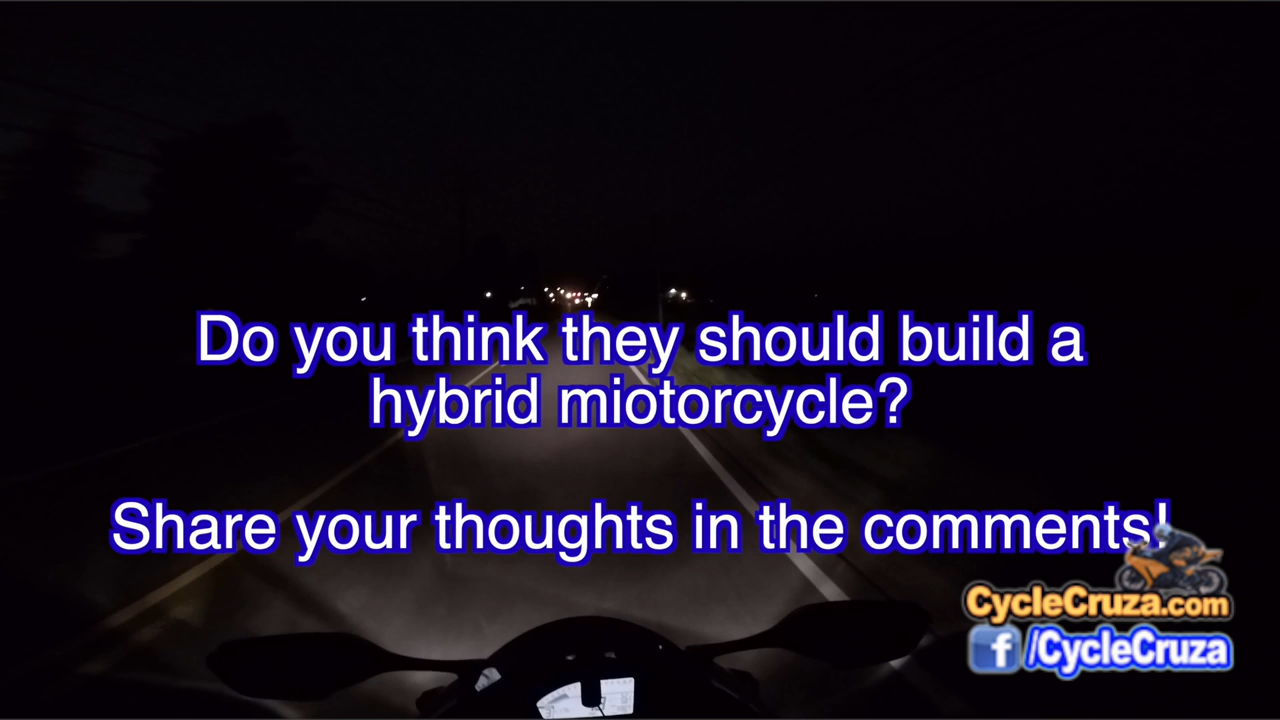 Do you think they should build a
hybrid miotorcycle?
Share your thoughts in the comments!
CycleCruza.com
f /CycleCruza